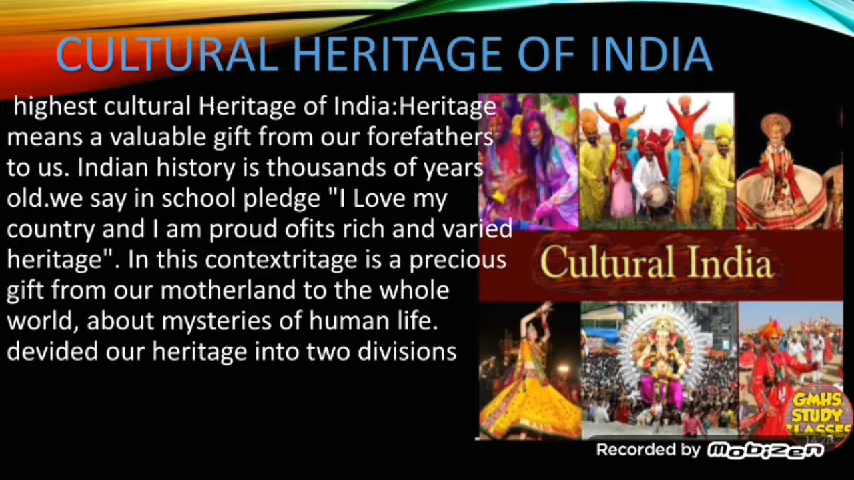 CULTURAL HERITAGE OF INDIA
highest cultural Heritage of India:Heritage
means a valuable gift from our forefathers
to us. Indian history is thousands of years
old.we say in school pledge "I Love my
country and I am proud ofits rich and varied
heritage". In this contextritage is a precious
gift from our motherland to the whole
world, about mysteries of human life.
devided our heritage into two divisions
Cultural India
GMHS
STUDY
CLASSES
Recorded by Mobizen